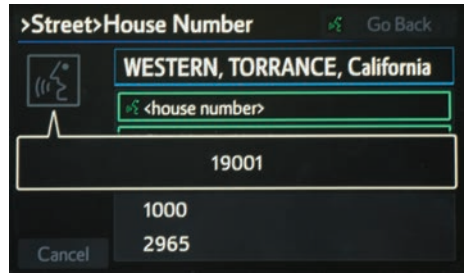 >Street>House Number
Go Back
WESTERN, TORRANCE, California
<house number>
19001
1000
2965
Cancel